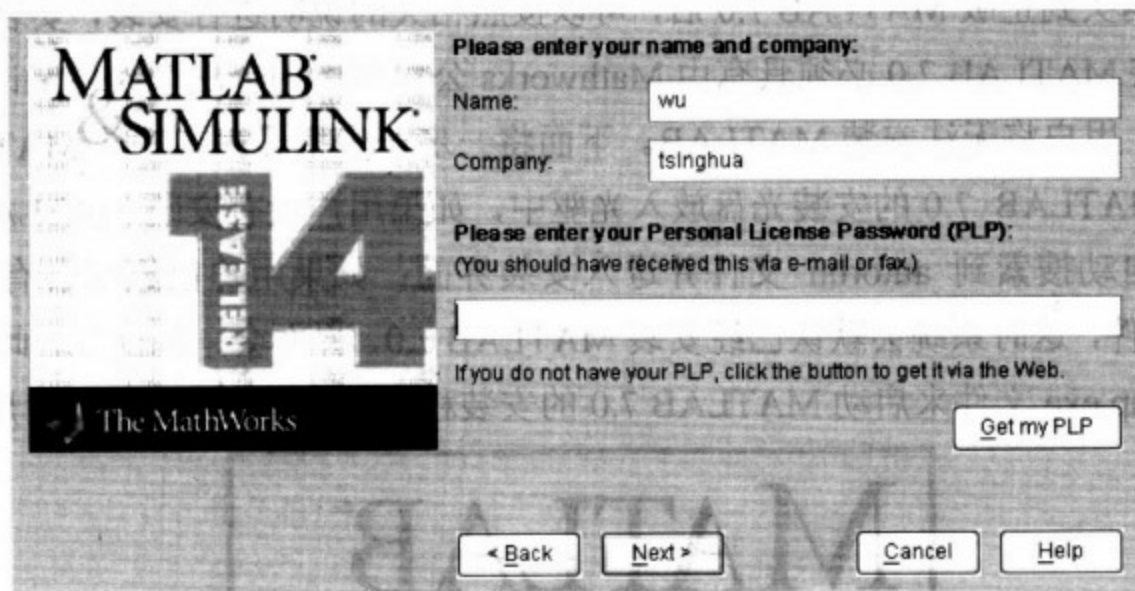 MATLAB®
& SIMULINK®
RELEASE 14
The MathWorks
Please enter your name and company:
Name: wu
Company: tsinghua
Please enter your Personal License Password (PLP):
(You should have received this via e-mail or fax.)
If you do not have your PLP, click the button to get it via the Web.
Get my PLP
< Back Next > Cancel Help